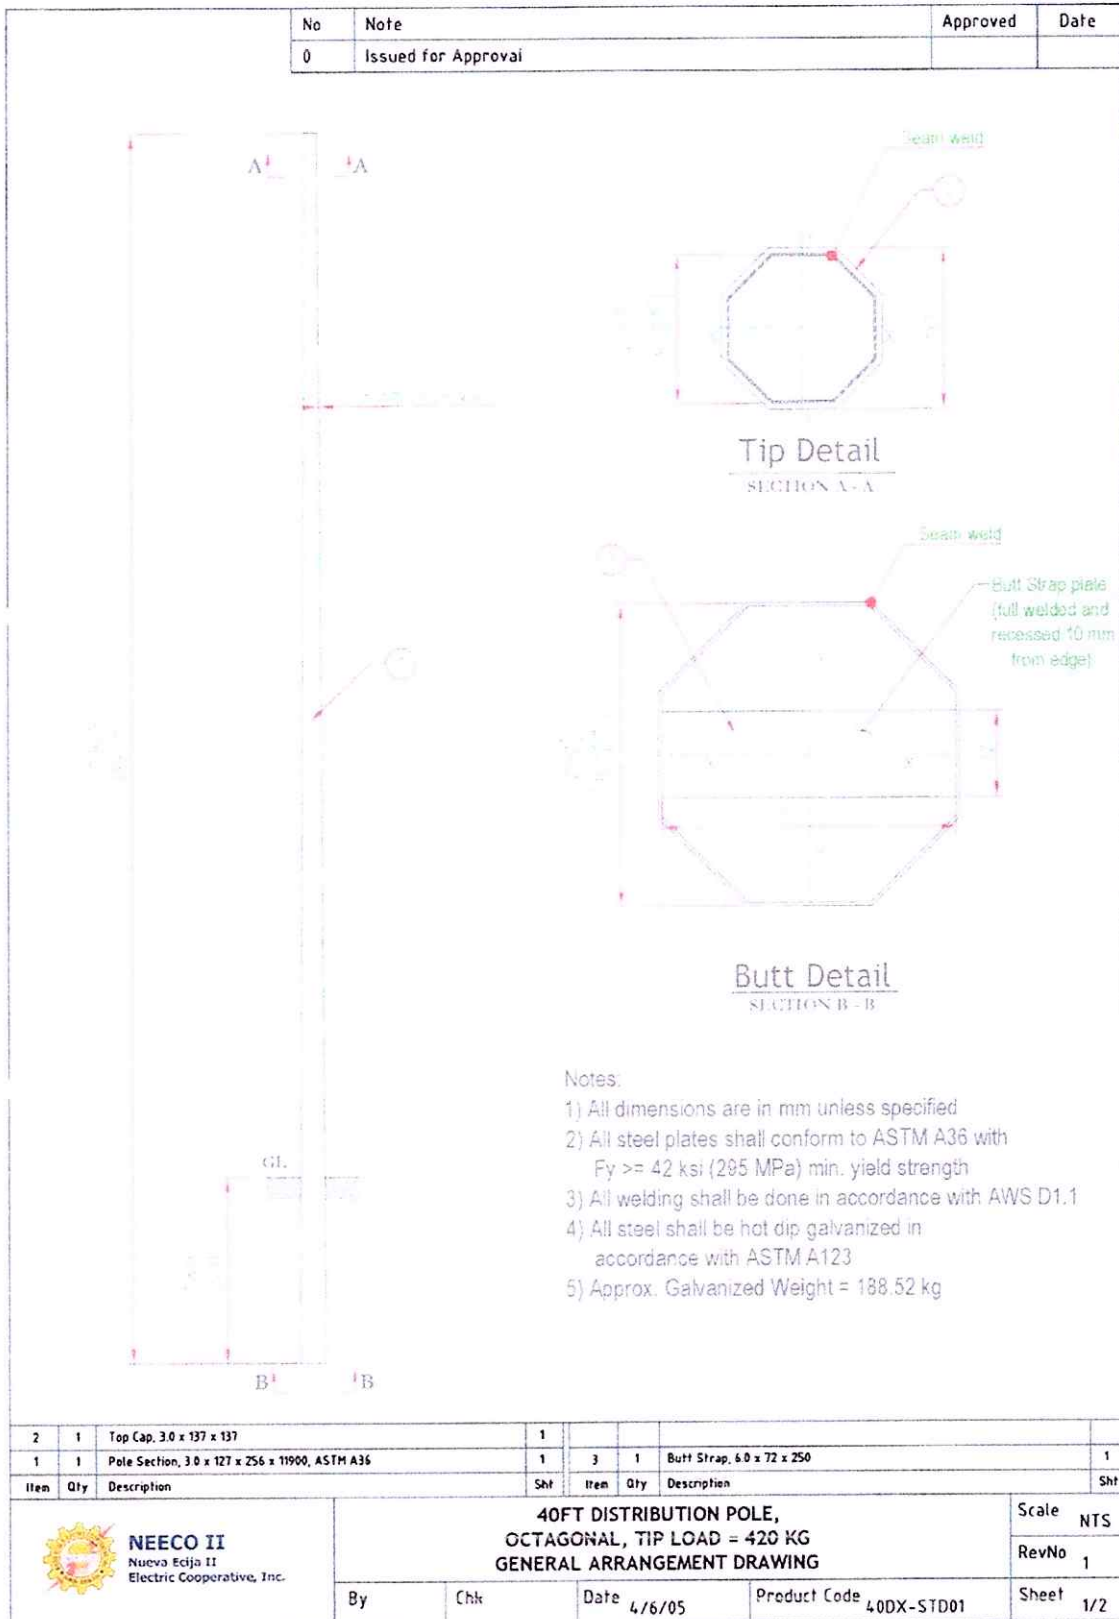 No Note Approved Date
0 Issued for Approval
A A
Seam weld
Tip Detail
SECTION A - A
Seam weld
Butt Strap plate
(full welded and
recessed 10 mm
from edge)
Butt Detail
SECTION B - B
Notes:
1) All dimensions are in mm unless specified
2) All steel plates shall conform to ASTM A36 with
Fy >= 42 ksi (295 MPa) min. yield strength
3) All welding shall be done in accordance with AWS D1.1
4) All steel shall be hot dip galvanized in
accordance with ASTM A123
5) Approx. Galvanized Weight = 188.52 kg
GL
B B
2 1 Top Cap, 3.0 x 137 x 137 1
1 1 Pole Section, 3.0 x 127 x 256 x 11900, ASTM A36 1 3 1 Butt Strap, 6.0 x 72 x 250 1
Item Qty Description Sht Item Qty Description Sht
NEECO II
Nueva Ecija II
Electric Cooperative, Inc.
40FT DISTRIBUTION POLE,
OCTAGONAL, TIP LOAD = 420 KG
GENERAL ARRANGEMENT DRAWING
Scale NTS
RevNo 1
By Chk Date 4/6/05 Product Code 40DX-STD01 Sheet 1/2